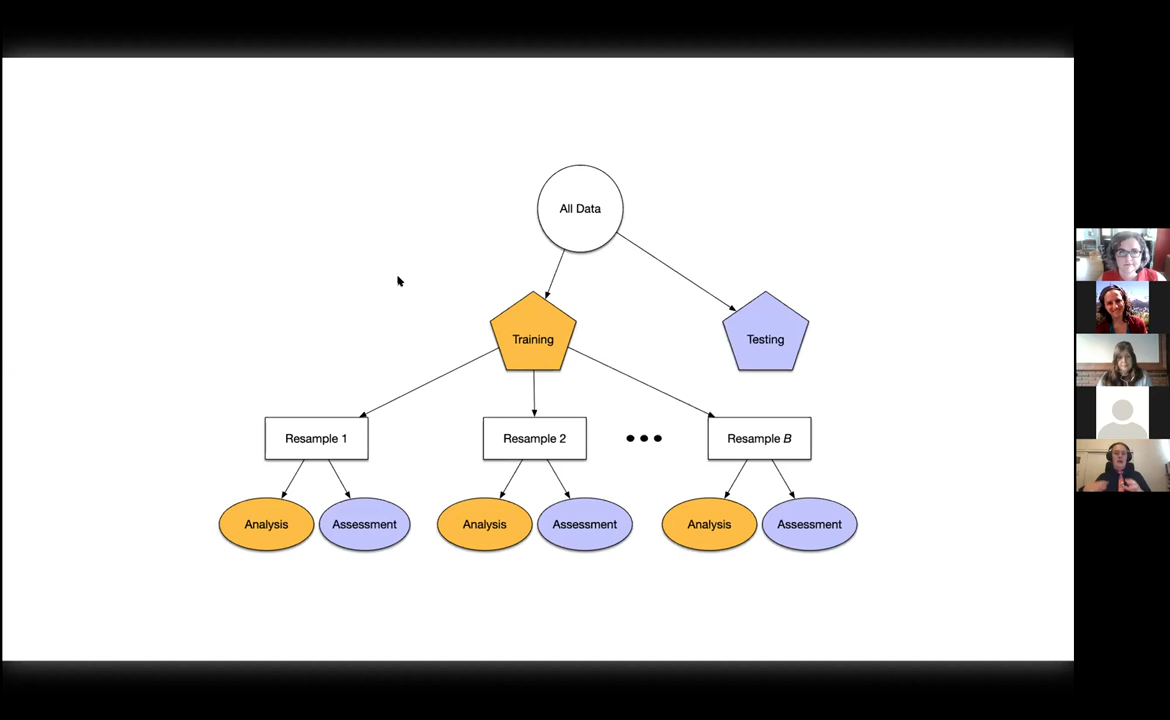 All Data
Training
Testing
Resample 1
Resample 2
Resample B
Analysis
Assessment
Analysis
Assessment
Analysis
Assessment